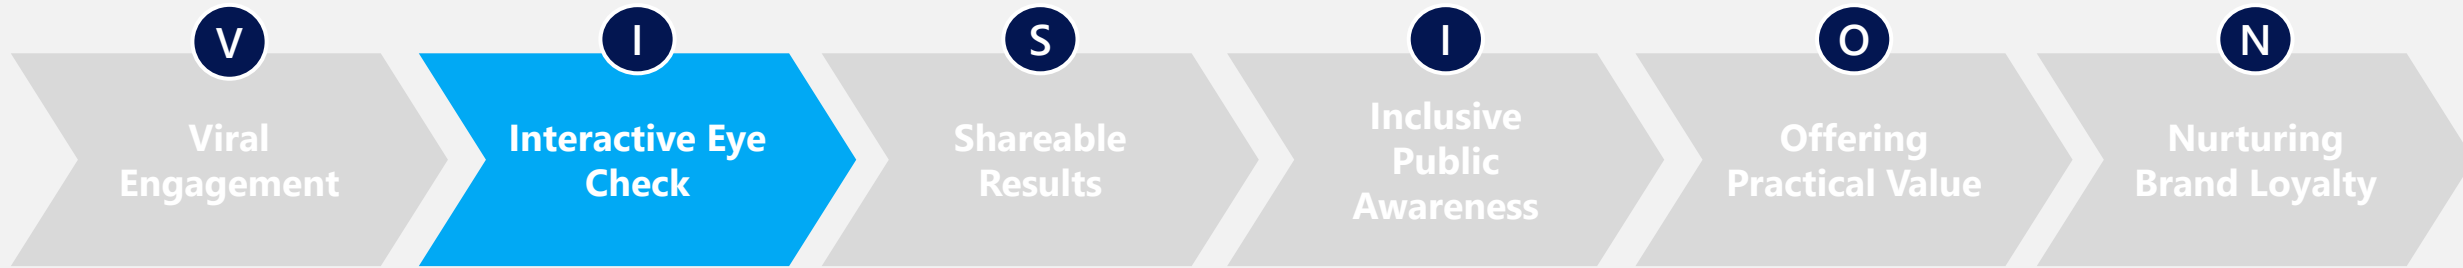 V
Viral
Engagement
I
Interactive Eye
Check
S
Shareable
Results
I
Inclusive
Public
Awareness
O
Offering
Practical Value
N
Nurturing
Brand Loyalty